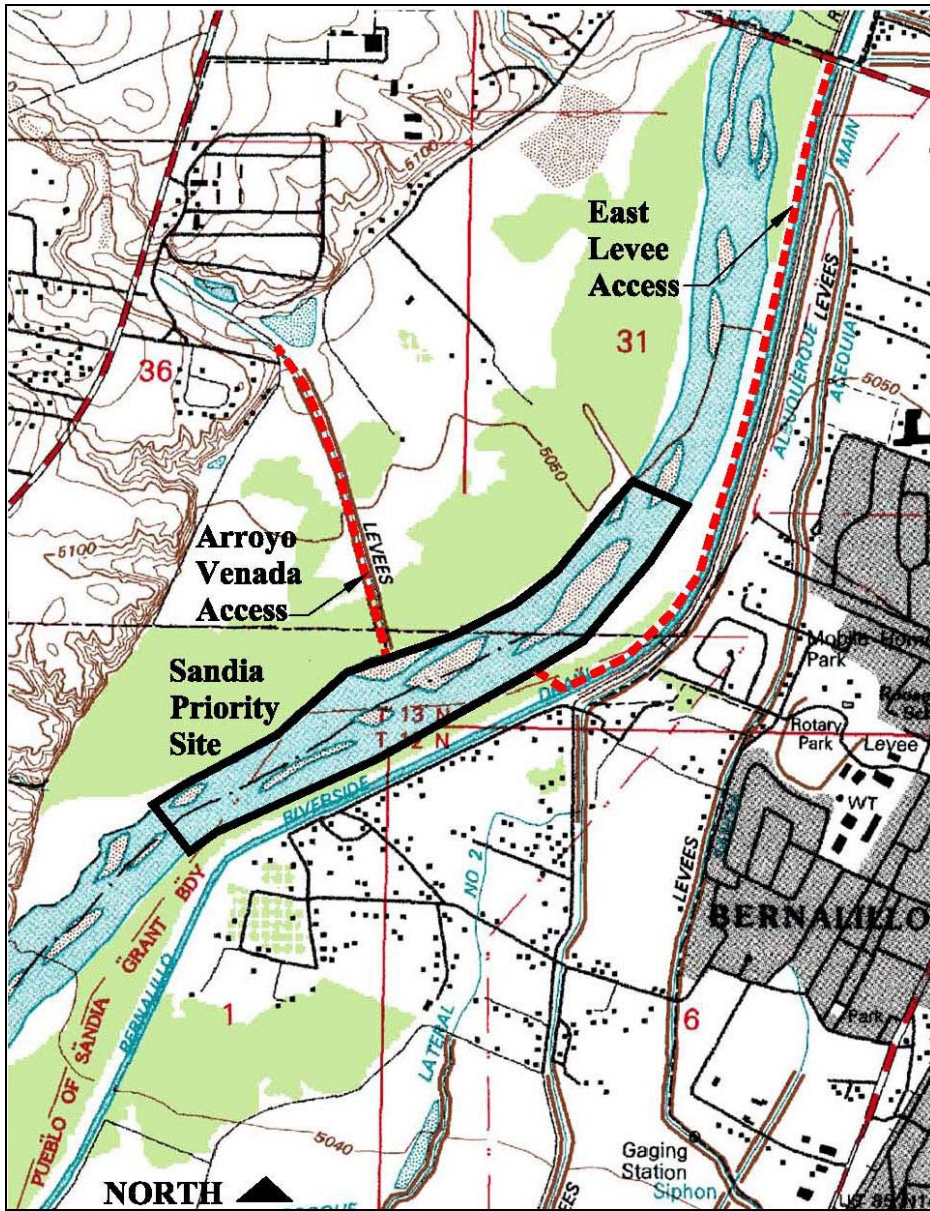 5100
East
Levee
Access
MAIN
LEVEES
ALBUQUERQUE
ACEQUIA
31
36
5050
5050
5100
Arroyo
Venada
Access
LEVEES
Sandia
Priority
Site
DRAIN
T 13 N
T 12 N
Mobile Home
Park
Rotary
Park
Levee
WT
RIVERSIDE
NO 2
LEVEES
BERNALILLO
PUEBLO OF SANDIA GRANT BDY
BERNALILLO
1
6
Park
LATERAL
5040
Gaging
Station
Siphon
NORTH